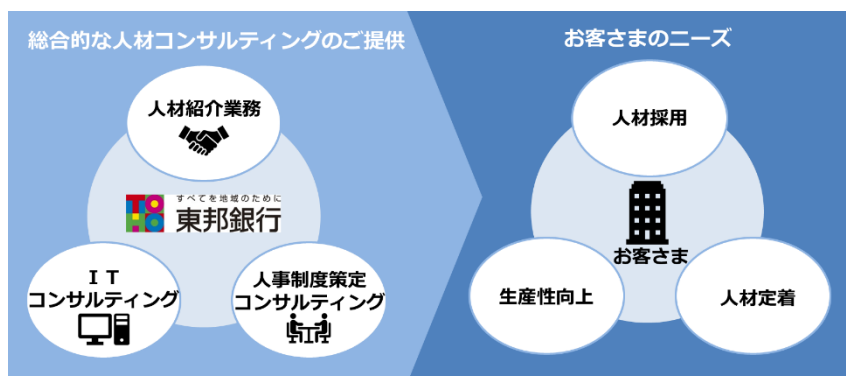 総合的な人材コンサルティングのご提供
人材紹介業務
TOHO
すべてを地域のために
東邦銀行
ＩＴ
コンサルティング
人事制度策定
コンサルティング
お客さまのニーズ
人材採用
お客さま
生産性向上
人材定着